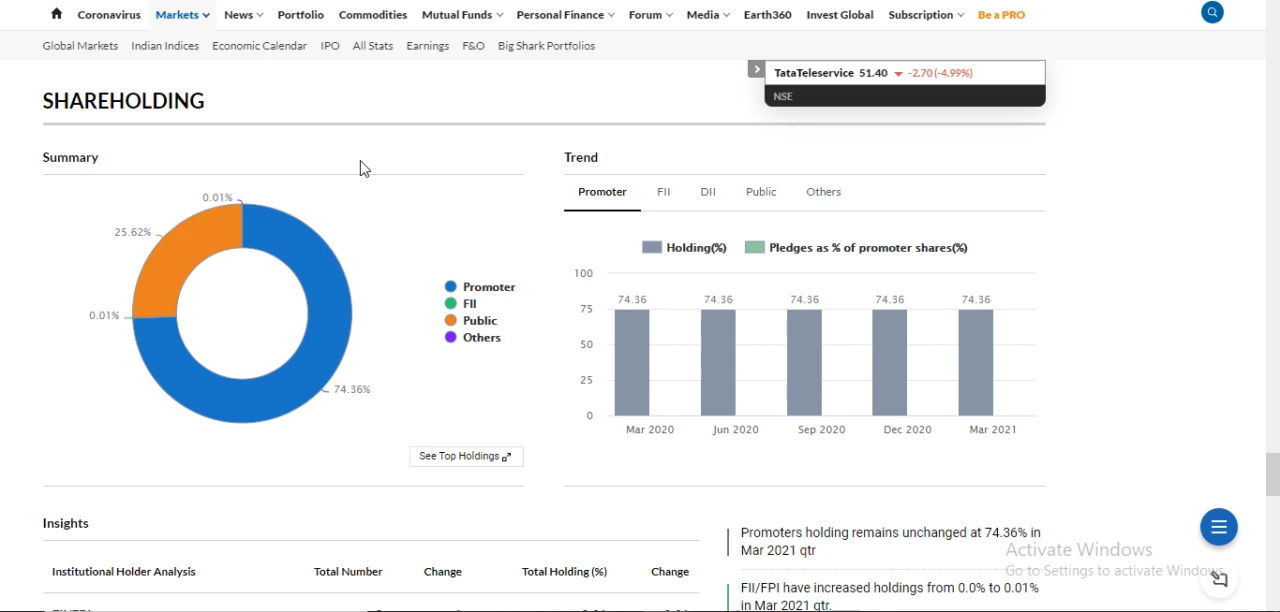 Coronavirus Markets News Portfolio Commodities Mutual Funds Personal Finance Forum Media Earth360 Invest Global Subscription Be a PRO
Global Markets Indian Indices Economic Calendar IPO All Stats Earnings F&O Big Shark Portfolios
TataTeleservice 51.40 -2.70 (-4.99%)
NSE
SHAREHOLDING
Summary
0.01%
25.62%
0.01%
74.36%
Promoter
FII
Public
Others
See Top Holdings
Trend
Promoter FII DII Public Others
Holding(%) Pledges as % of promoter shares(%)
100
75
50
25
0
74.36 74.36 74.36 74.36 74.36
Mar 2020 Jun 2020 Sep 2020 Dec 2020 Mar 2021
Insights
Institutional Holder Analysis Total Number Change Total Holding (%) Change
Promoters holding remains unchanged at 74.36% in
Mar 2021 qtr
FII/FPI have increased holdings from 0.0% to 0.01%
in Mar 2021 qtr.
Activate Windows
Go to Settings to activate Windows